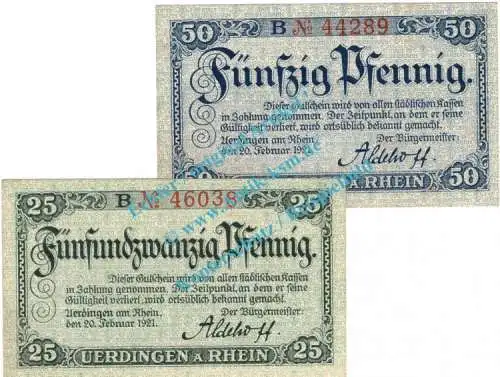 50 B № 44289 50
Fünfzig Pfennig.
Dieser Gutschein wird von allen städtischen Kassen
in Zahlung genommen. Der Zeitpunkt, an dem er seine
Gültigkeit verliert, wird ortsüblich bekannt gemacht.
Uerdingen am Rhein, Der Bürgermeister:
den 20. Februar 1921.
Aldehoff
A RHEIN 50
25 B № 46038 25
Fünfundzwanzig Pfennig.
Dieser Gutschein wird von allen städtischen Kassen
in Zahlung genommen. Der Zeitpunkt, an dem er seine
Gültigkeit verliert, wird ortsüblich bekannt gemacht.
Uerdingen am Rhein, Der Bürgermeister:
den 20. Februar 1921.
Aldehoff
25 UERDINGEN A RHEIN 25